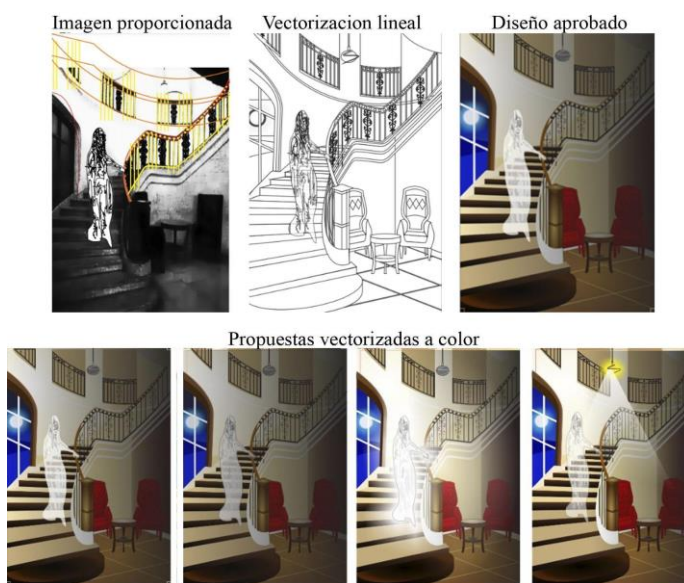 Imagen proporcionada
Vectorizacion lineal
Diseño aprobado
Propuestas vectorizadas a color